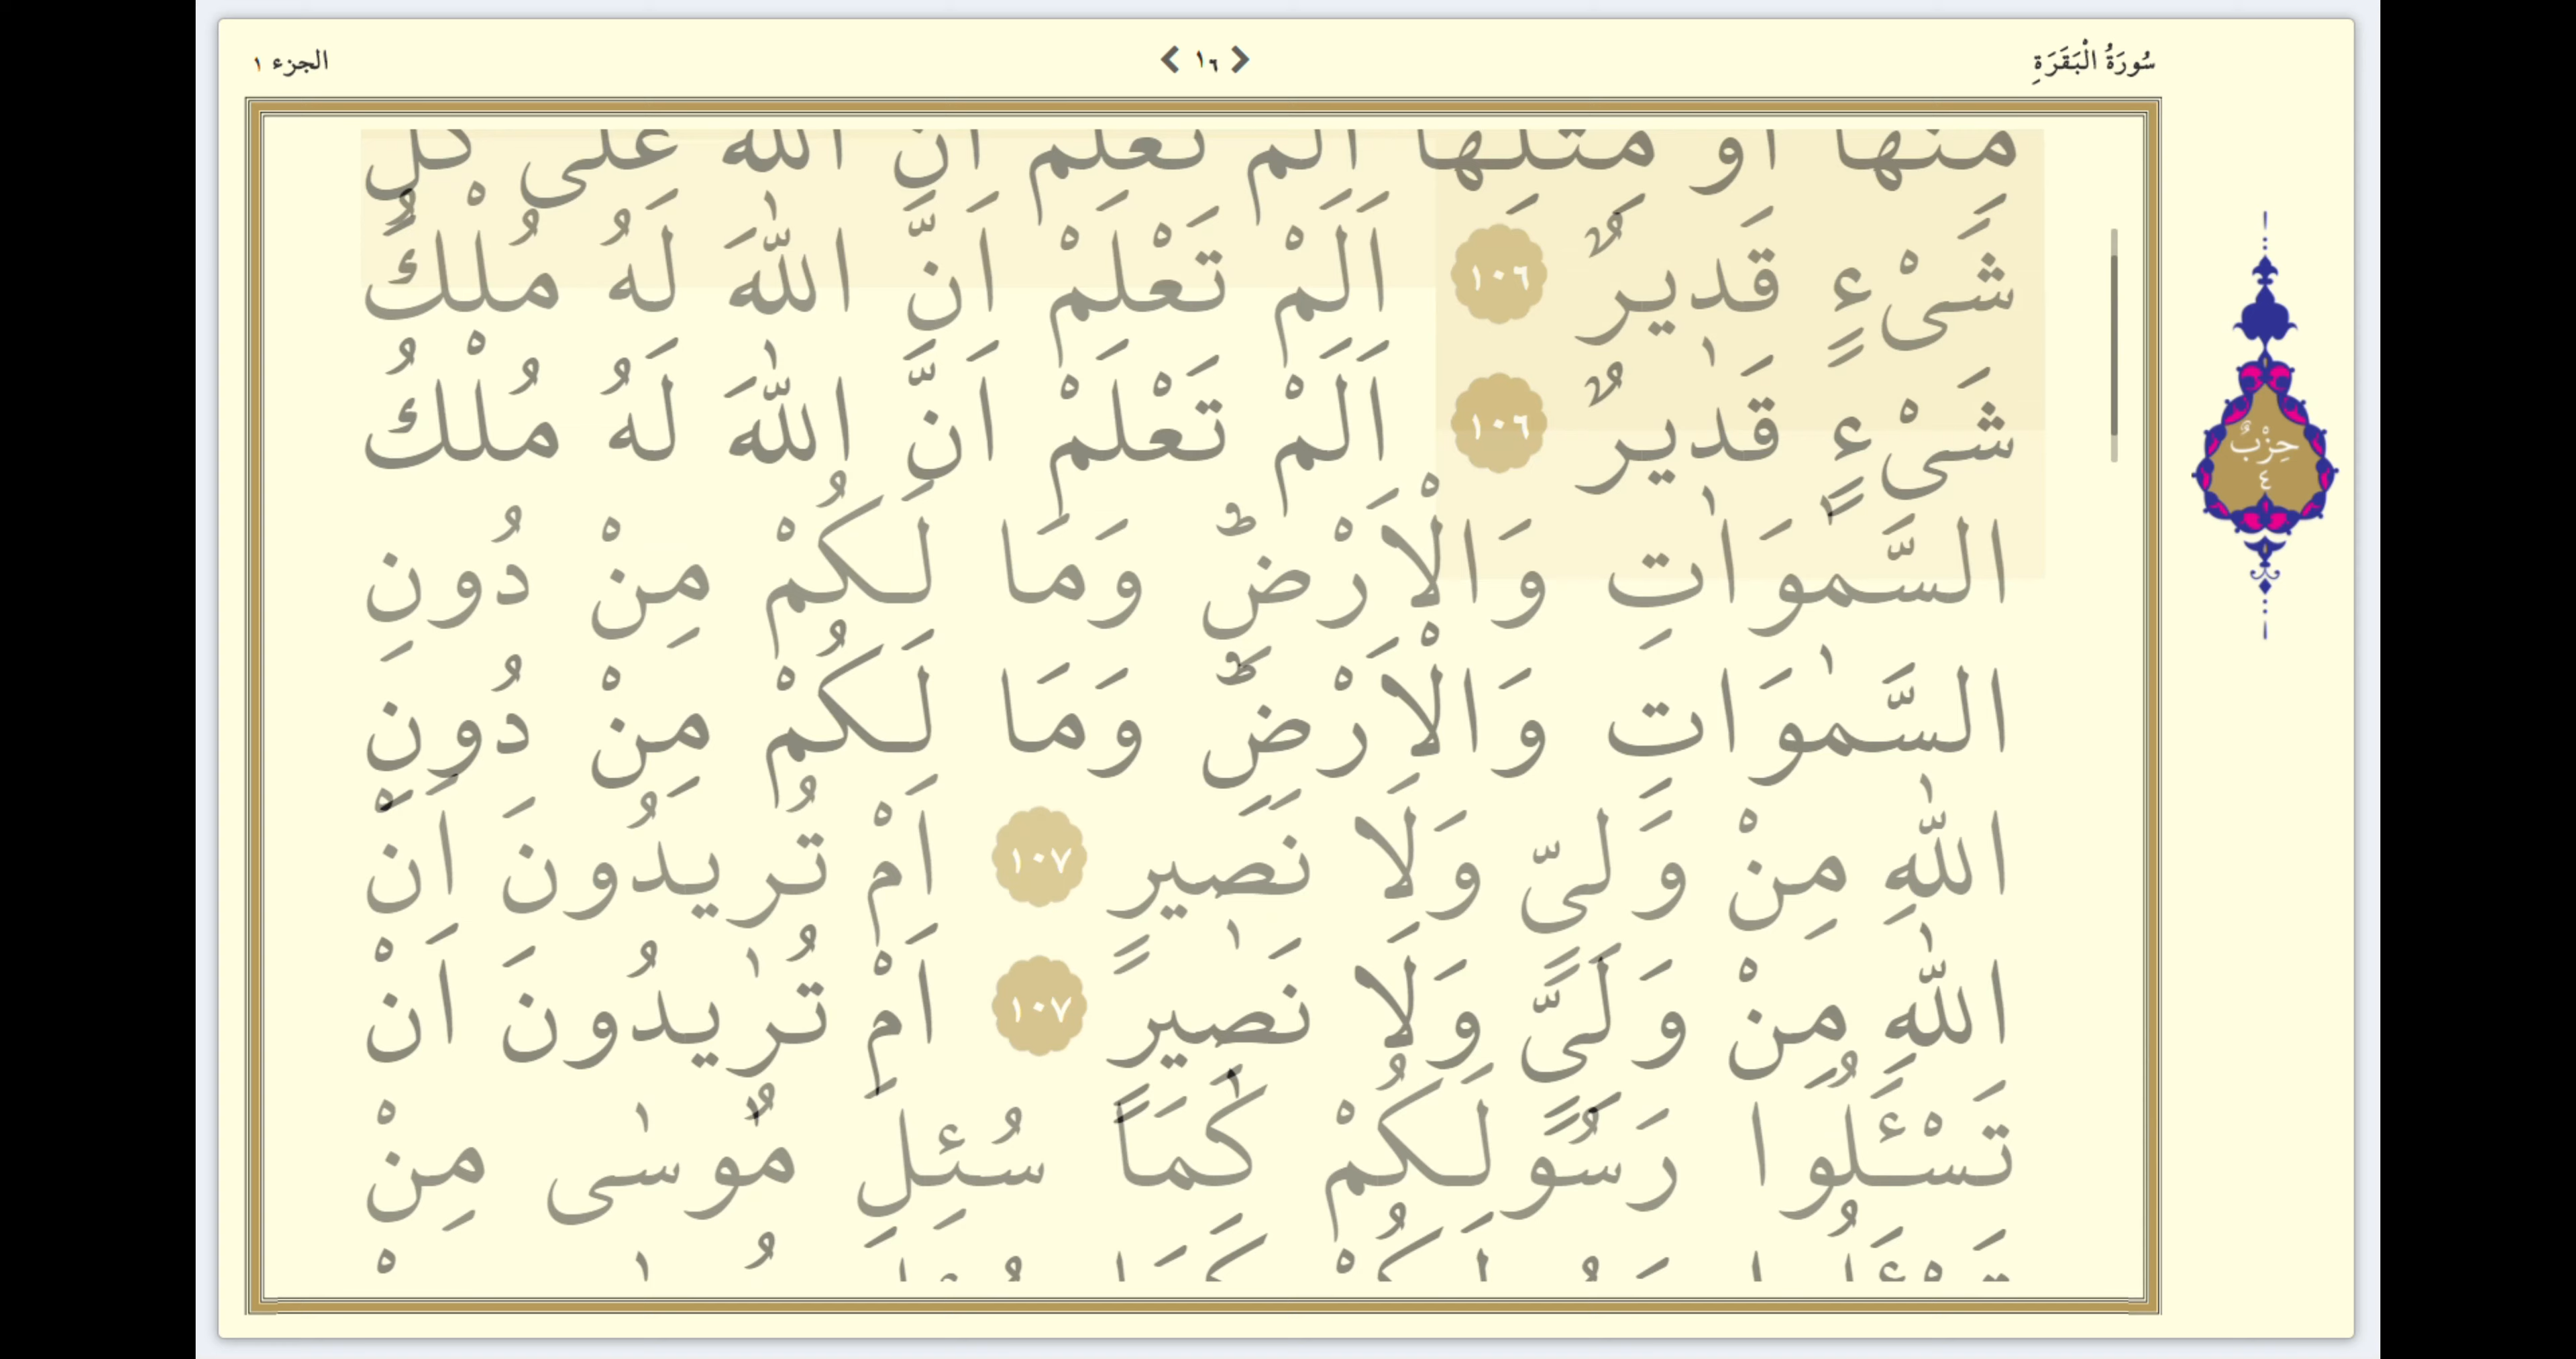 سُورَةُ الْبَقَرَةِ
١٦
الجزء ١
مِنْهَا اَوْ مِثْلِهَا اَلَمْ تَعْلَمْ اَنَّ اللّٰهَ عَلٰى كُلِّ
شَىْءٍ قَد۪يرٌ ١٠٦ اَلَمْ تَعْلَمْ اَنَّ اللّٰهَ لَهُ مُلْكُ
شَىْءٍ قَد۪يرٌ ١٠٦ اَلَمْ تَعْلَمْ اَنَّ اللّٰهَ لَهُ مُلْكُ
السَّمٰوَاتِ وَالْاَرْضِۜ وَمَا لَكُمْ مِنْ دُونِ
السَّمٰوَاتِ وَالْاَرْضِۜ وَمَا لَكُمْ مِنْ دُونِ
اللّٰهِ مِنْ وَلِىٍّ وَلَا نَص۪يرٍ ١٠٧ اَمْ تُر۪يدُونَ اَنْ
اللّٰهِ مِنْ وَلِىٍّ وَلَا نَص۪يرٍ ١٠٧ اَمْ تُر۪يدُونَ اَنْ
تَسْـَٔلُوا رَسُولَكُمْ كَمَا سُئِلَ مُوسٰى مِنْ
حِزْبٌ
٤